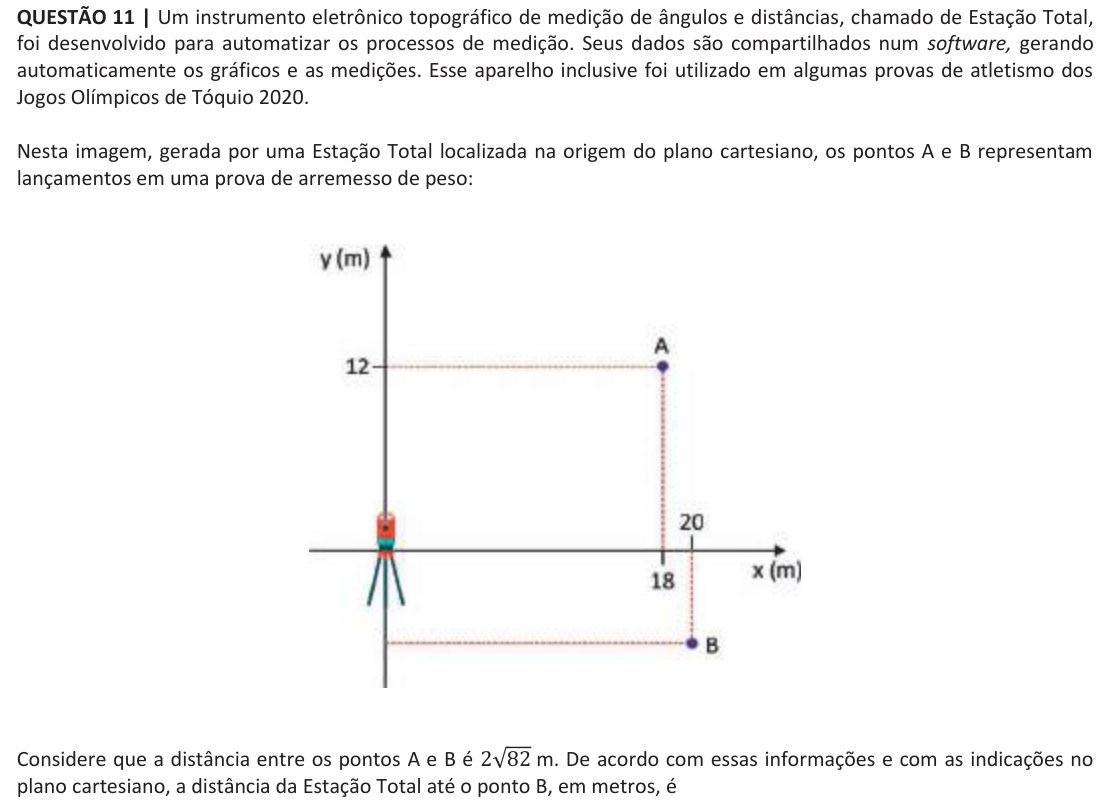 QUESTÃO 11 | Um instrumento eletrônico topográfico de medição de ângulos e distâncias, chamado de Estação Total,
foi desenvolvido para automatizar os processos de medição. Seus dados são compartilhados num software, gerando
automaticamente os gráficos e as medições. Esse aparelho inclusive foi utilizado em algumas provas de atletismo dos
Jogos Olímpicos de Tóquio 2020.
Nesta imagem, gerada por uma Estação Total localizada na origem do plano cartesiano, os pontos A e B representam
lançamentos em uma prova de arremesso de peso:
y (m)
A
12
20
18
x (m)
B
Considere que a distância entre os pontos A e B é 2√82 m. De acordo com essas informações e com as indicações no
plano cartesiano, a distância da Estação Total até o ponto B, em metros, é